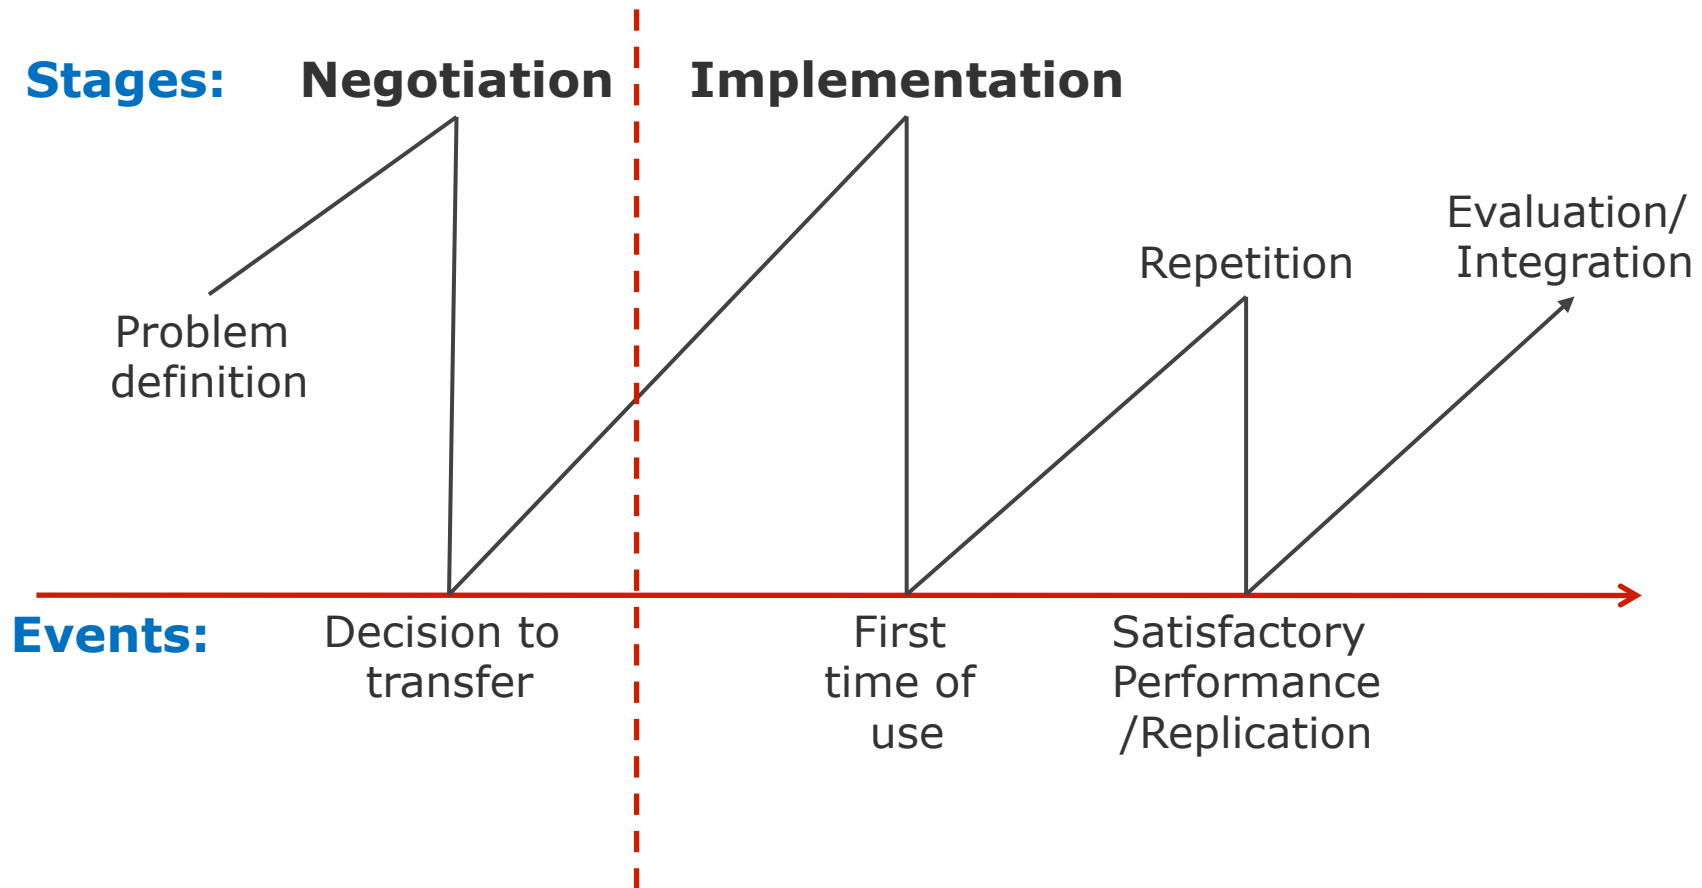 Stages: Negotiation Implementation
Problem
definition
Repetition
Evaluation/
Integration
Events:
Decision to
transfer
First
time of
use
Satisfactory
Performance
/Replication